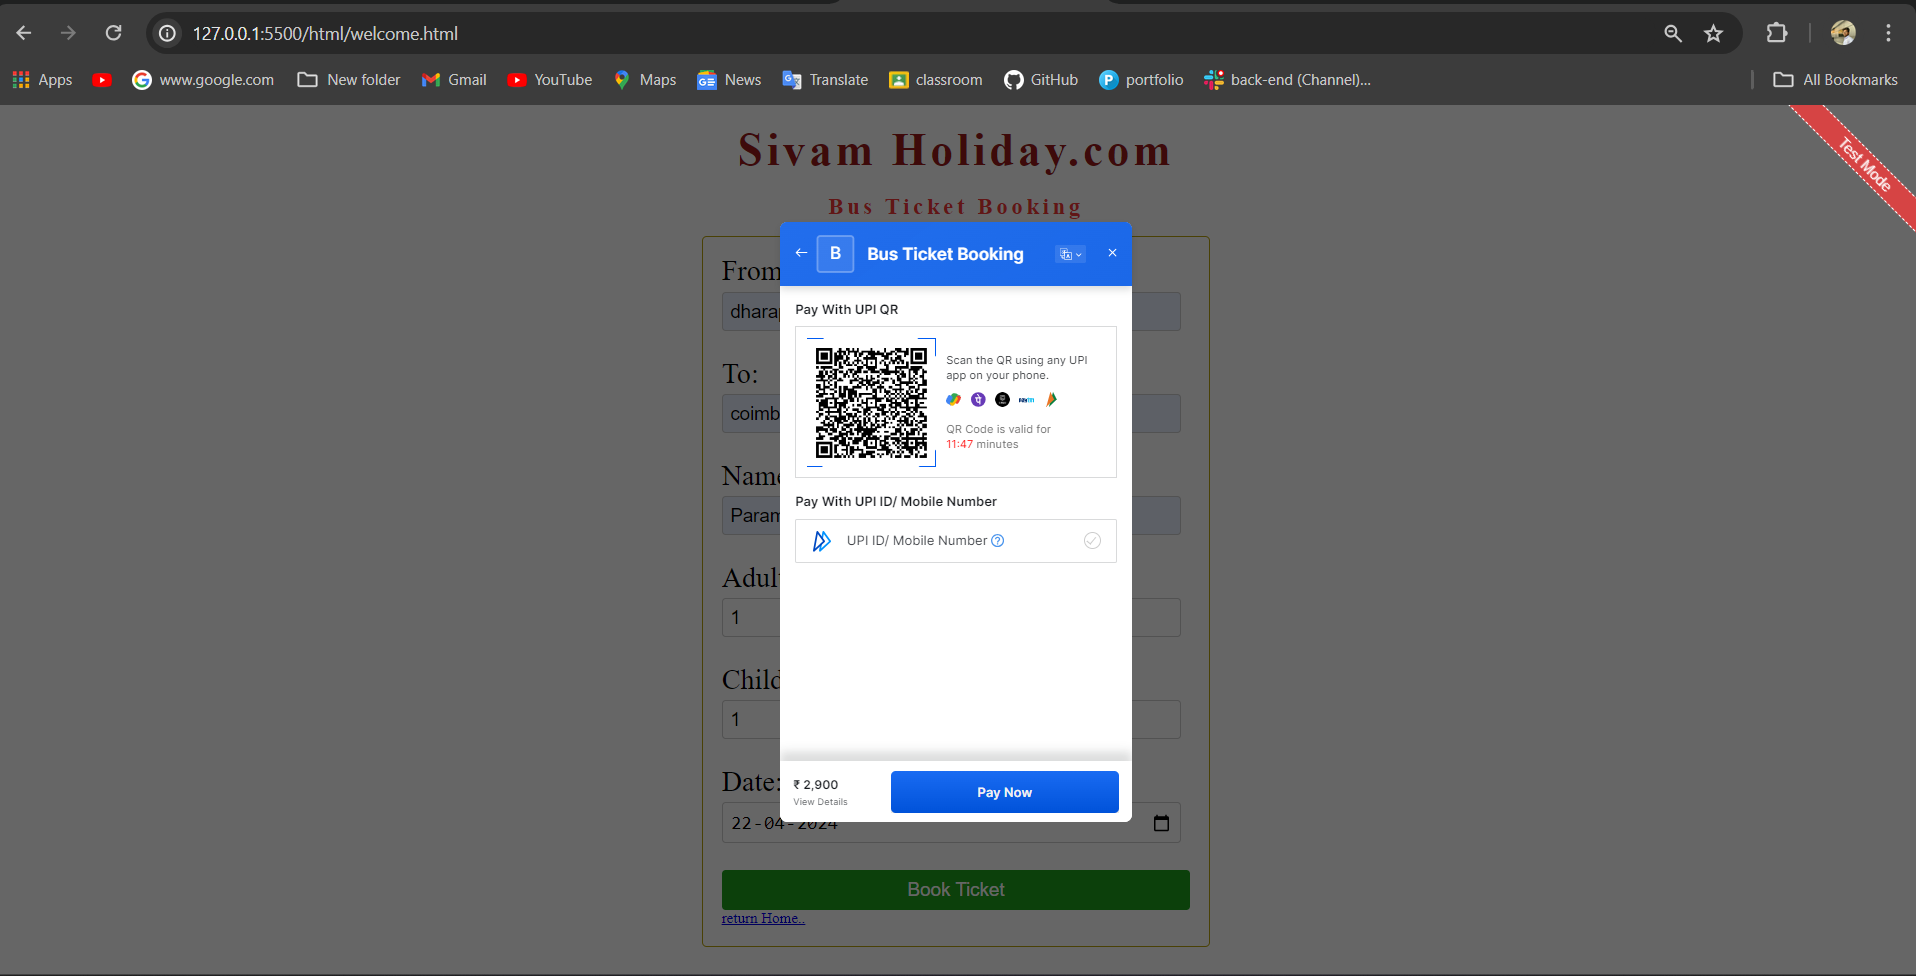 127.0.0.1:5500/html/welcome.html
Apps www.google.com New folder Gmail YouTube Maps News Translate classroom GitHub portfolio back-end (Channel)... All Bookmarks
Test Mode
Sivam Holiday.com
Bus Ticket Booking
B Bus Ticket Booking
From
dhara
Pay With UPI QR
Scan the QR using any UPI
app on your phone.
QR Code is valid for
11:47 minutes
To:
coimb
Name
Param
Pay With UPI ID/ Mobile Number
UPI ID/ Mobile Number
Adul
1
Child
1
Date:
22-04-2024
₹ 2,900
View Details
Pay Now
Book Ticket
return Home..